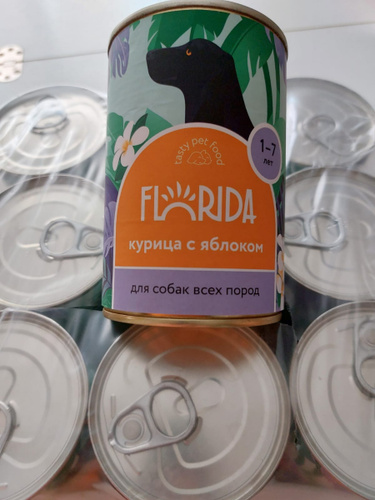 1–7
лет
tasty pet food
FLORIDA
курица с яблоком
для собак всех пород